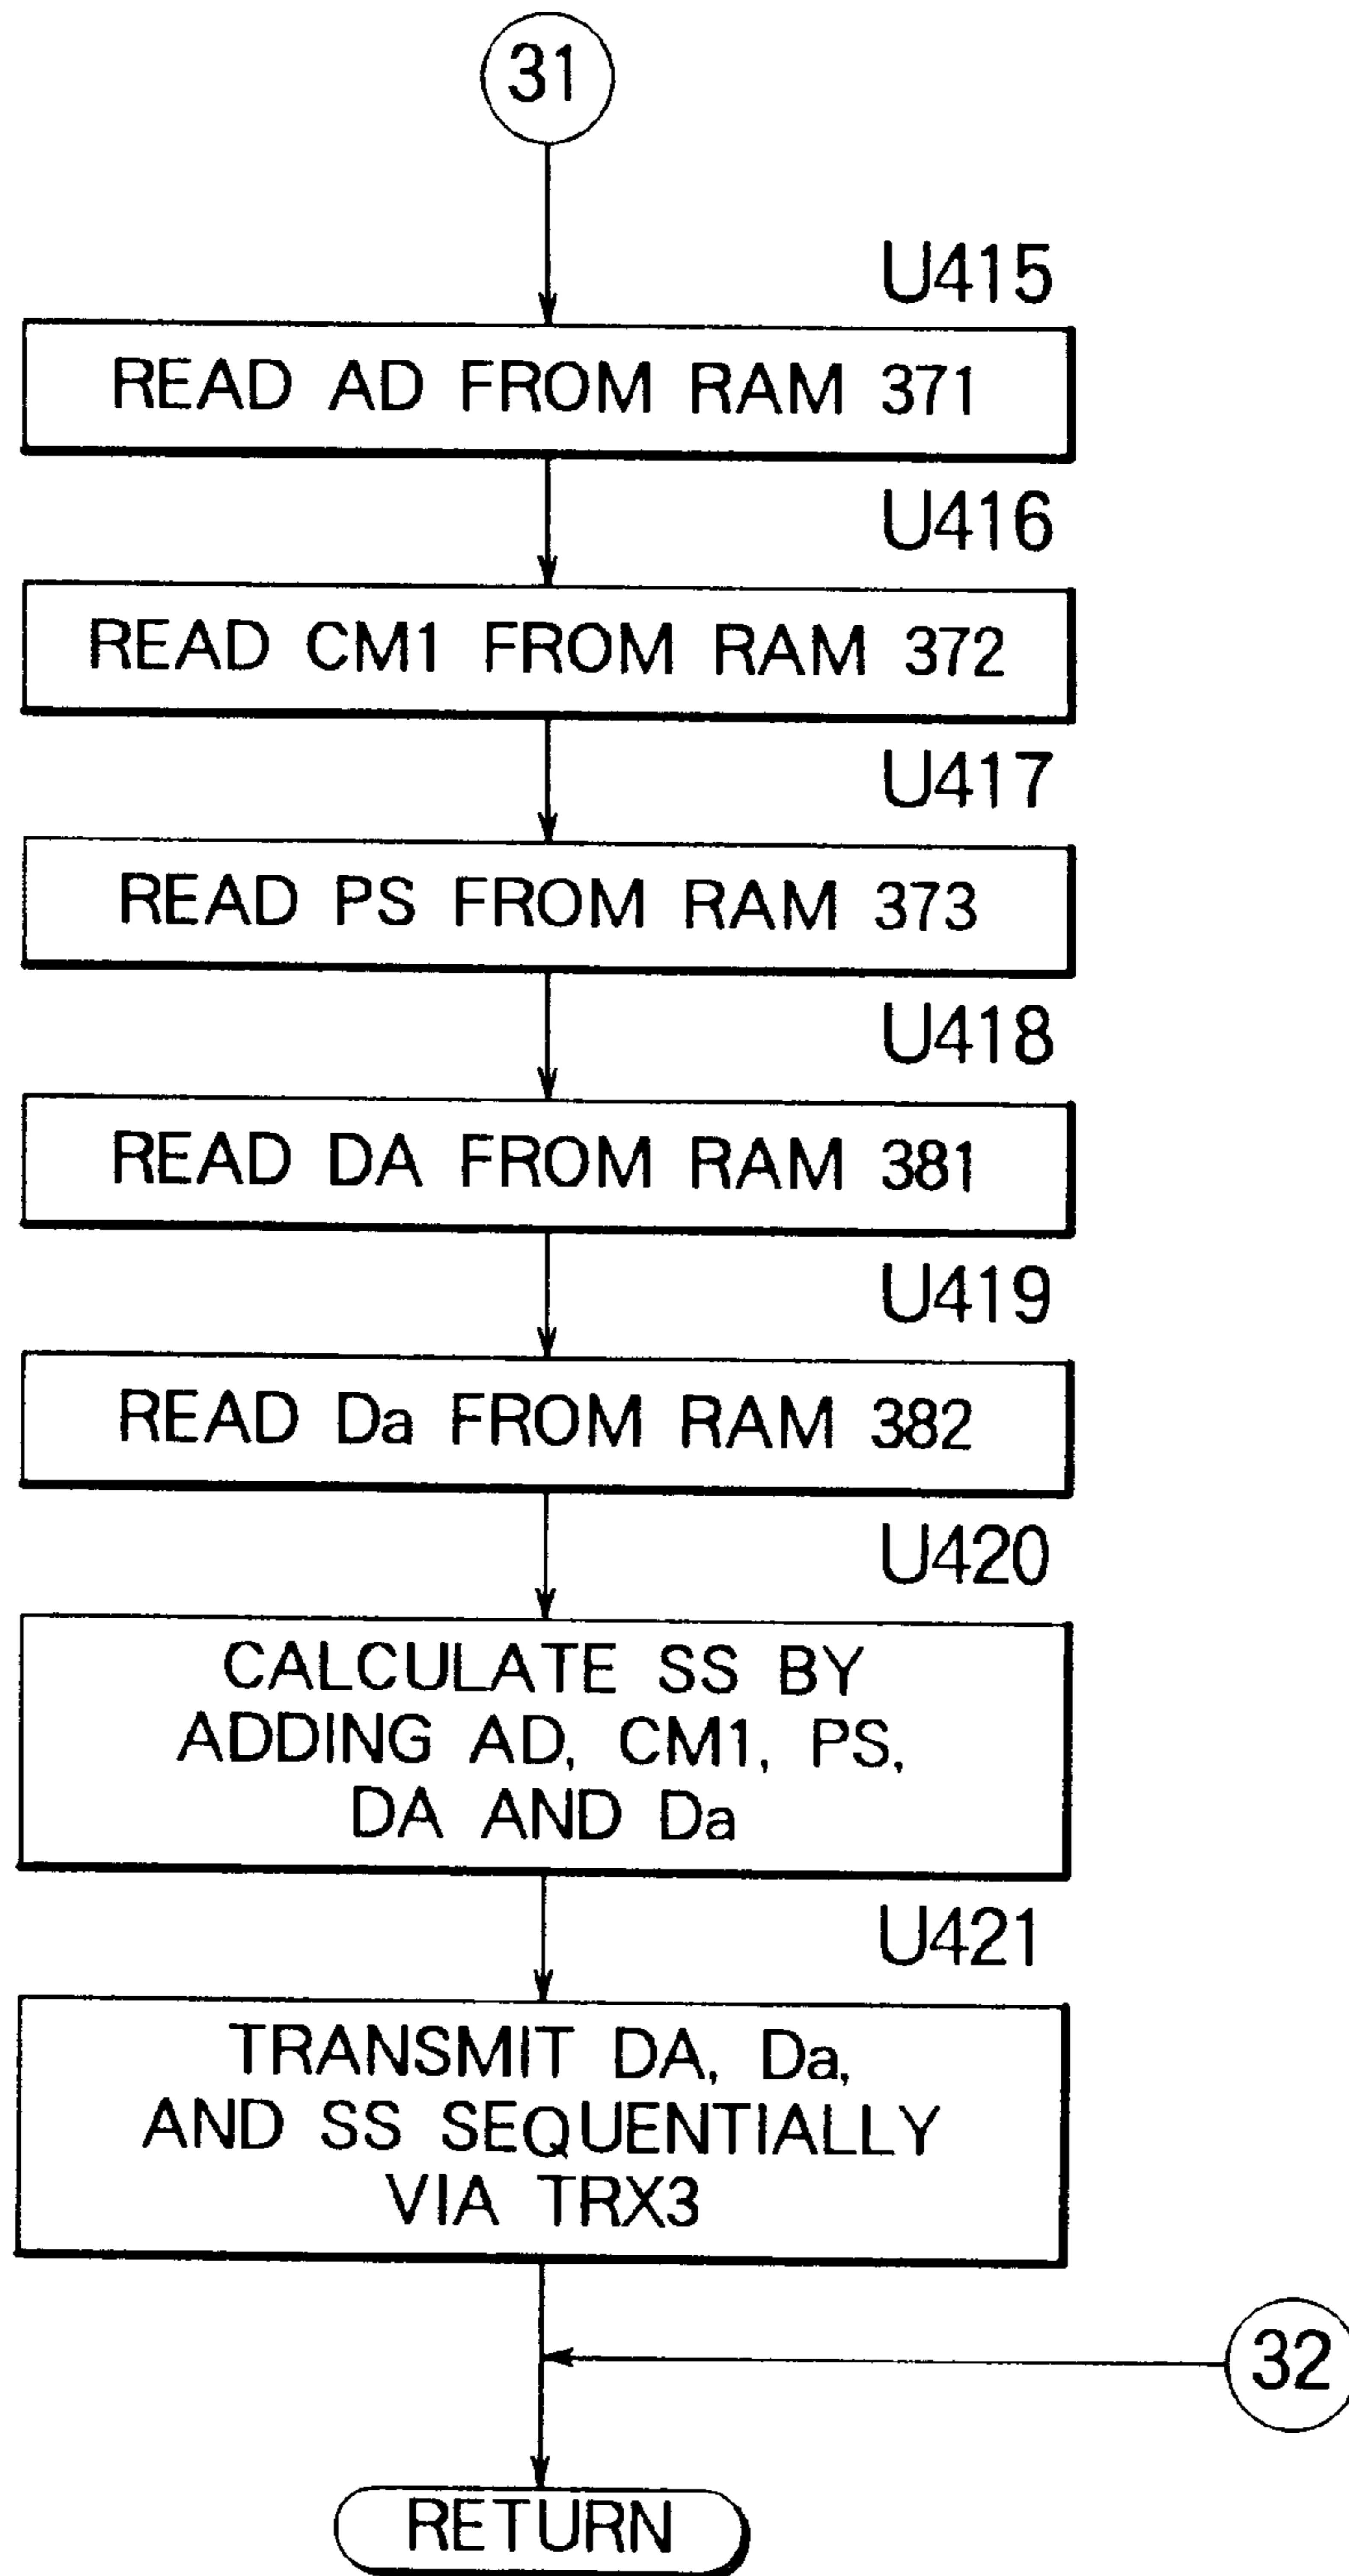 31
U415
READ AD FROM RAM 371
U416
READ CM1 FROM RAM 372
U417
READ PS FROM RAM 373
U418
READ DA FROM RAM 381
U419
READ Da FROM RAM 382
U420
CALCULATE SS BY
ADDING AD, CM1, PS,
DA AND Da
U421
TRANSMIT DA, Da,
AND SS SEQUENTIALLY
VIA TRX3
32
RETURN